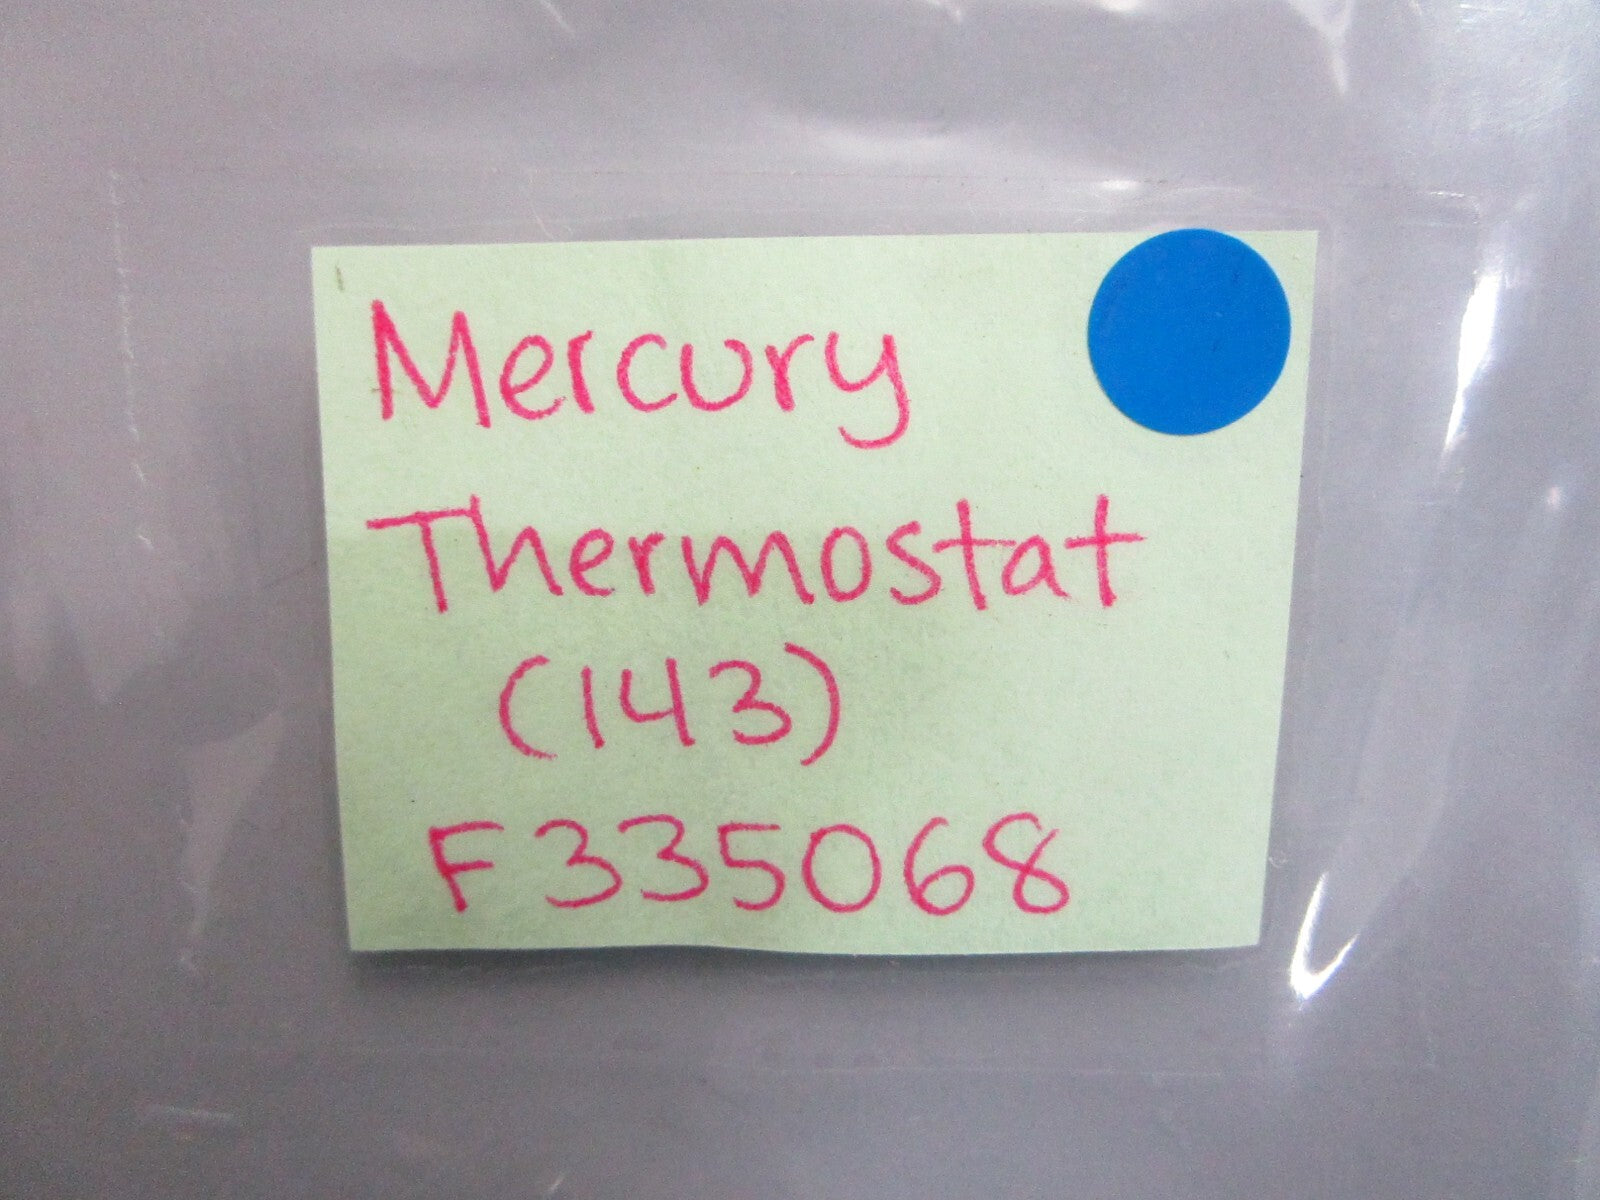 Mercury
Thermostat
(143)
F335068